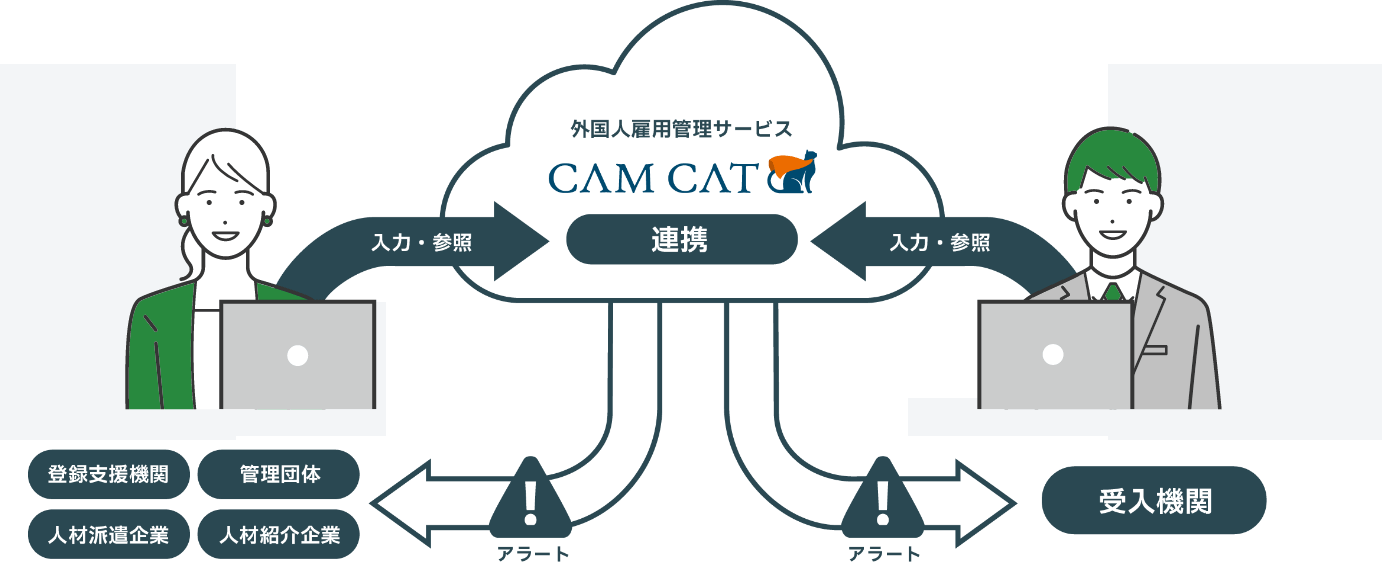 外国人雇用管理サービス
CAM CAT
入力・参照
連携
入力・参照
登録支援機関
管理団体
人材派遣企業
人材紹介企業
アラート
アラート
受入機関